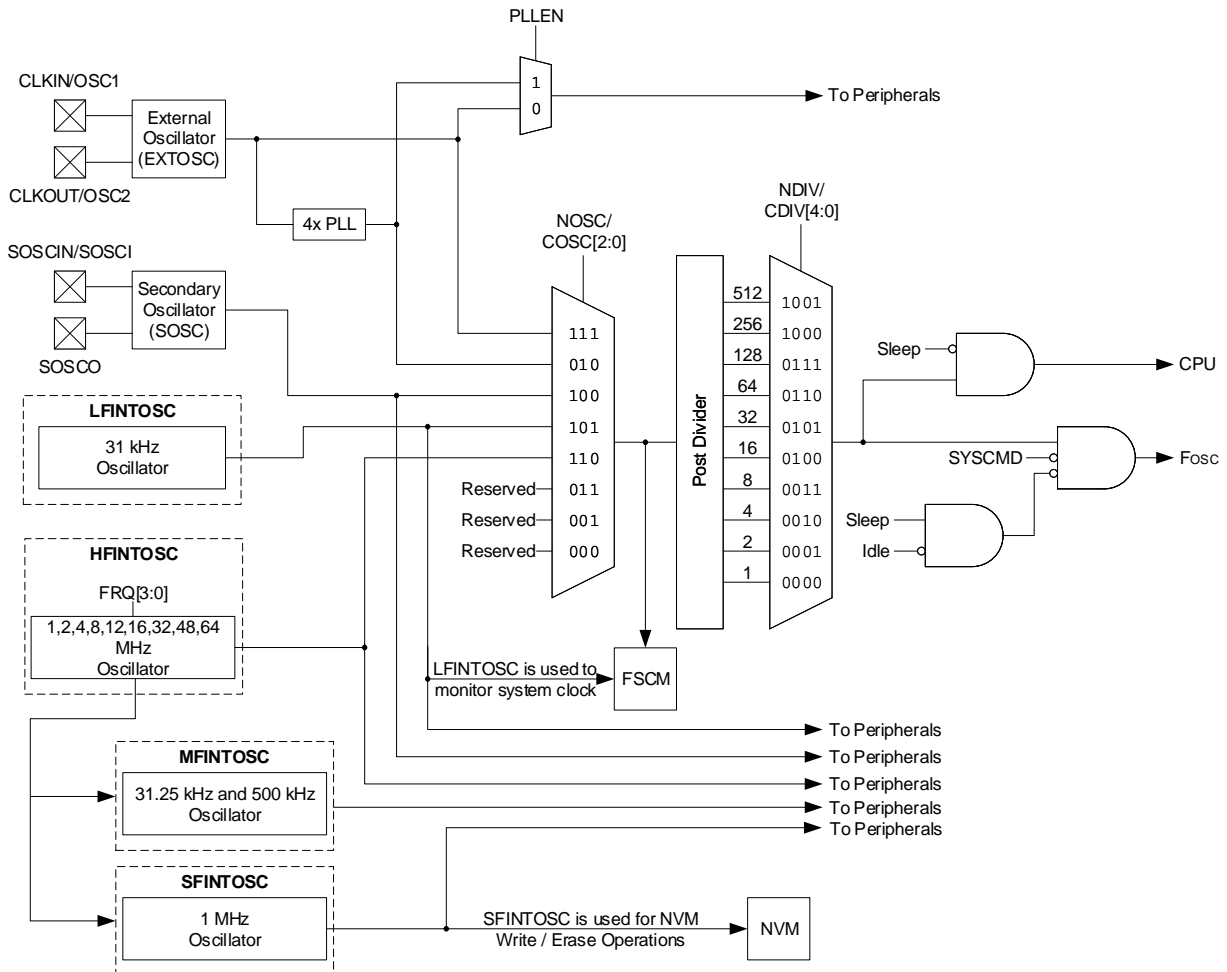 PLLEN
CLKIN/OSC1
External
Oscillator
(EXTOSC)
1
0
To Peripherals
CLKOUT/OSC2
4x PLL
NOSC/
COSC[2:0]
NDIV/
CDIV[4:0]
SOSCIN/SOSCI
Secondary
Oscillator
(SOSC)
SOSCO
LFINTOSC
31 kHz
Oscillator
111
010
100
101
110
Reserved 011
Reserved 001
Reserved 000
Post Divider
512 1001
256 1000
128 0111
64 0110
32 0101
16 0100
8 0011
4 0010
2 0001
1 0000
Sleep
CPU
SYSCMD
Fosc
Sleep
Idle
HFINTOSC
FRQ[3:0]
1,2,4,8,12,16,32,48,64
MHz
Oscillator
LFINTOSC is used to
monitor system clock
FSCM
To Peripherals
To Peripherals
To Peripherals
To Peripherals
To Peripherals
MFINTOSC
31.25 kHz and 500 kHz
Oscillator
SFINTOSC
1 MHz
Oscillator
SFINTOSC is used for NVM
Write / Erase Operations
NVM